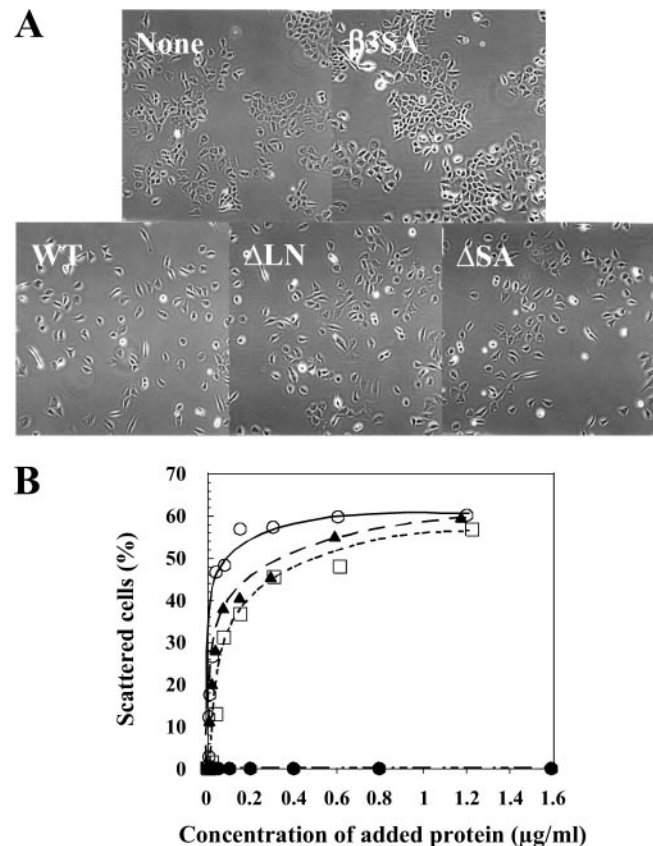 A
None
β3SA
WT
ΔLN
ΔSA
B
Scattered cells (%)
70
60
50
40
30
20
10
0
0 0.2 0.4 0.6 0.8 1 1.2 1.4 1.6
Concentration of added protein (μg/ml)